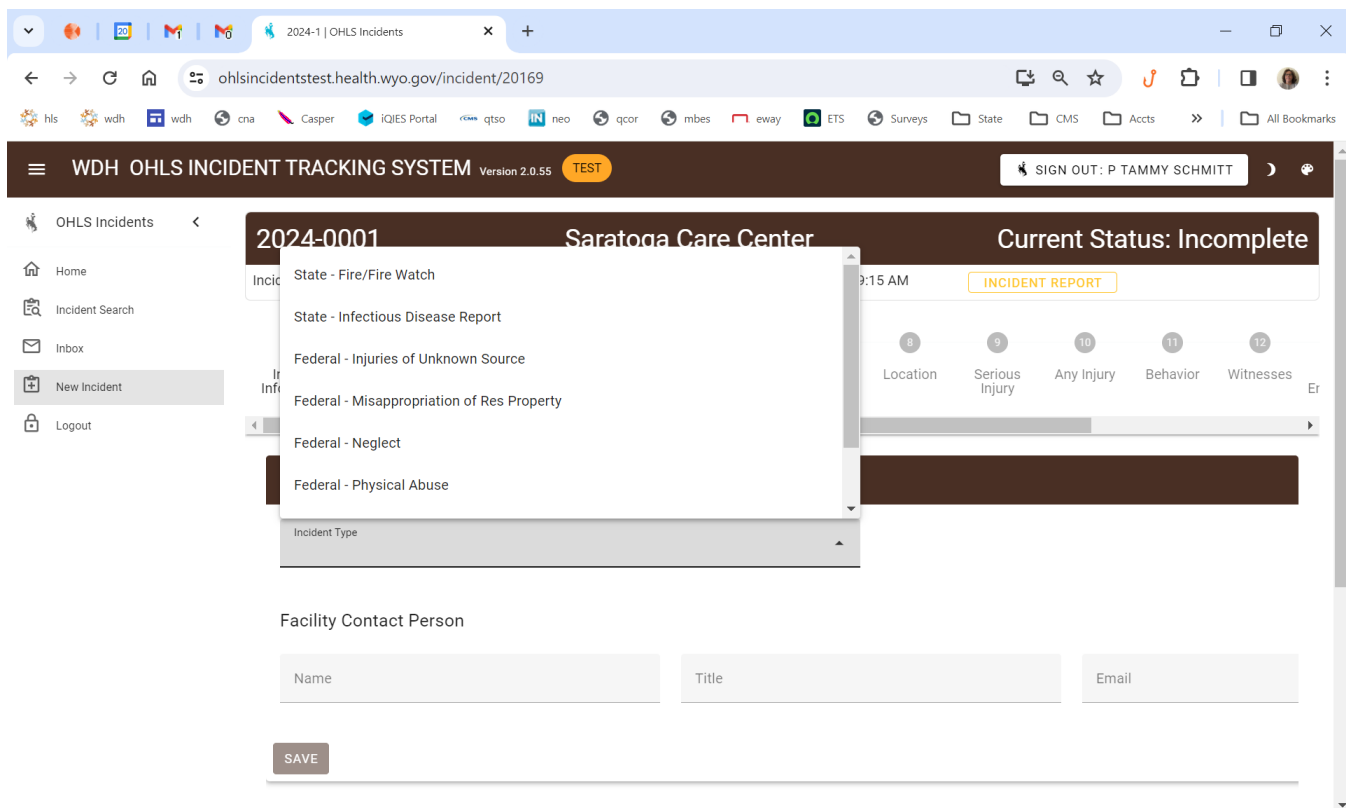 20 1 0 2024-1 | OHLS Incidents
ohlsincidentstest.health.wyo.gov/incident/20169
hls wdh wdh cna Casper iQIES Portal CMS qtso IN neo qcor mbes eway ETS Surveys State CMS Accts All Bookmarks
WDH OHLS INCIDENT TRACKING SYSTEM Version 2.0.55 TEST SIGN OUT: P TAMMY SCHMITT
OHLS Incidents
Home
Incident Search
Inbox
New Incident
Logout
2024-0001 Saratoga Care Center Current Status: Incomplete
9:15 AM INCIDENT REPORT
State - Fire/Fire Watch
State - Infectious Disease Report
Federal - Injuries of Unknown Source
Federal - Misappropriation of Res Property
Federal - Neglect
Federal - Physical Abuse
8 9 10 11 12
Location Serious Any Injury Behavior Witnesses
Injury
Incident Type
Facility Contact Person
Name Title Email
SAVE